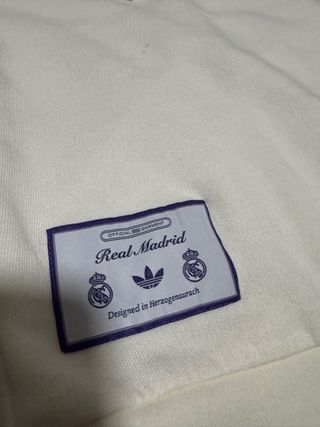 OFFICIAL GARMENT
Real Madrid
Designed in Herzogenaurach